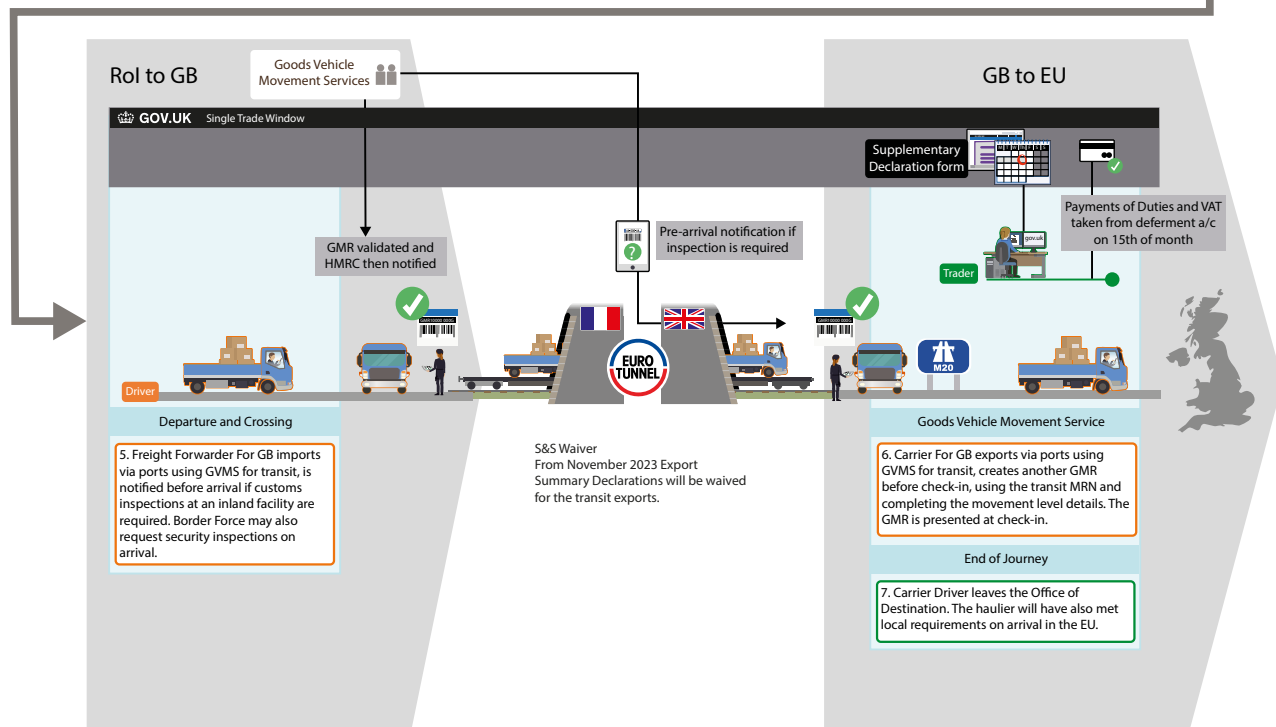 RoI to GB
Goods Vehicle
Movement Services
GB to EU
GOV.UK Single Trade Window
Supplementary
Declaration form
M T W Th F S S
GMR validated and
HMRC then notified
Pre-arrival notification if
inspection is required
?
gov.uk
Payments of Duties and VAT
taken from deferment a/c
on 15th of month
Trader
EURO
TUNNEL
M20
Driver
Departure and Crossing
5. Freight Forwarder For GB imports
via ports using GVMS for transit, is
notified before arrival if customs
inspections at an inland facility are
required. Border Force may also
request security inspections on
arrival.
S&S Waiver
From November 2023 Export
Summary Declarations will be waived
for the transit exports.
Goods Vehicle Movement Service
6. Carrier For GB exports via ports using
GVMS for transit, creates another GMR
before check-in, using the transit MRN and
completing the movement level details. The
GMR is presented at check-in.
End of Journey
7. Carrier Driver leaves the Office of
Destination. The haulier will have also met
local requirements on arrival in the EU.